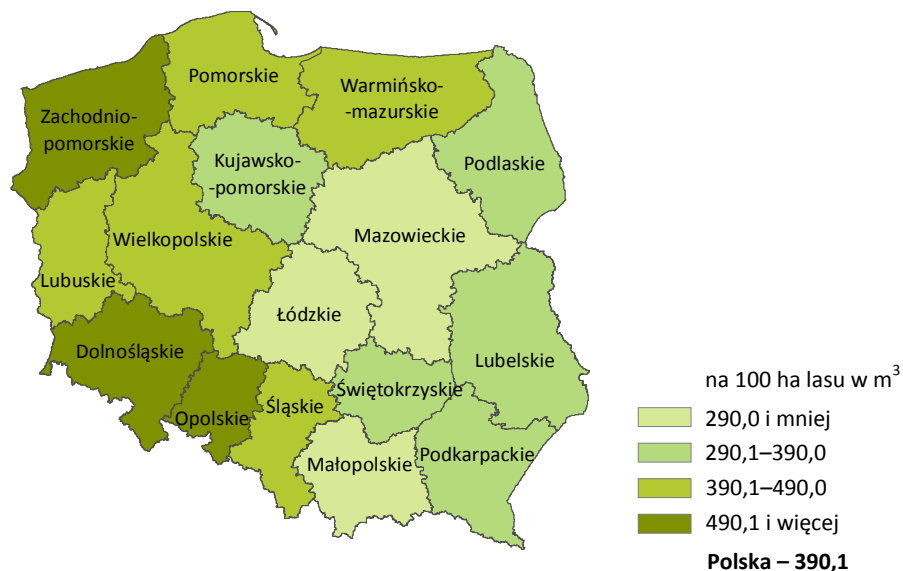 Pomorskie
Warmińsko-
-mazurskie
Zachodnio-
pomorskie
Kujawsko-
-pomorskie
Podlaskie
Wielkopolskie
Mazowieckie
Lubuskie
Łódzkie
Dolnośląskie
Lubelskie
Opolskie
Śląskie
Świętokrzyskie
Małopolskie
Podkarpackie
na 100 ha lasu w m³
290,0 i mniej
290,1–390,0
390,1–490,0
490,1 i więcej
Polska – 390,1